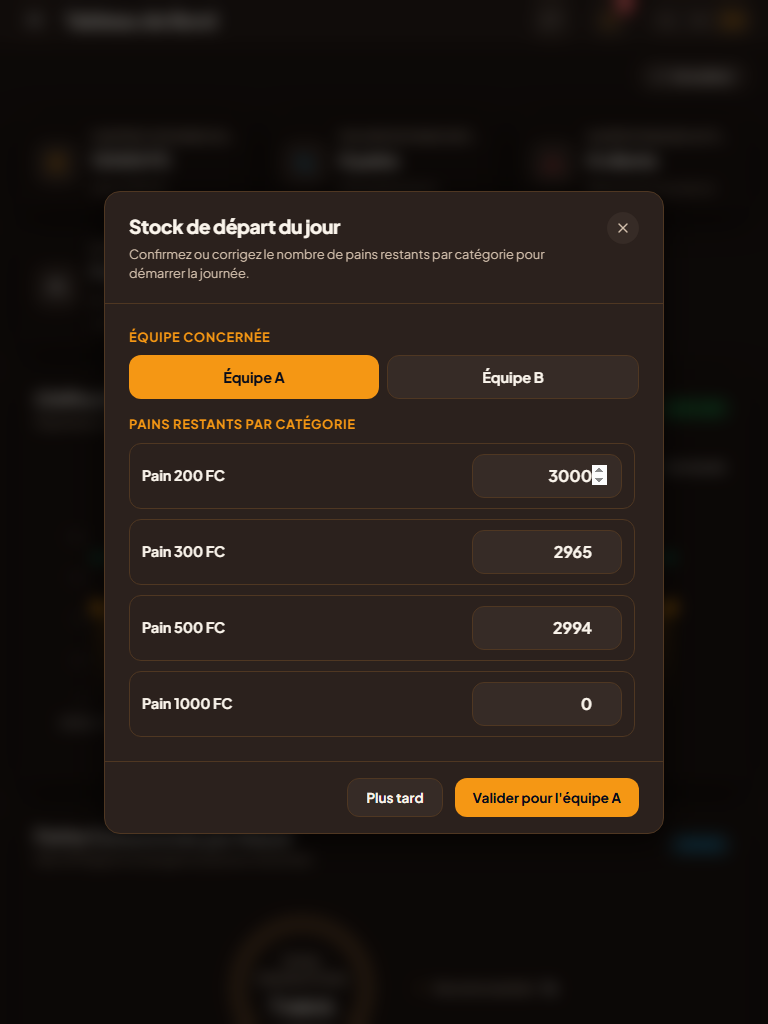 Stock de départ du jour
Confirmez ou corrigez le nombre de pains restants par catégorie pour
démarrer la journée.
ÉQUIPE CONCERNÉE
Équipe A
Équipe B
PAINS RESTANTS PAR CATÉGORIE
Pain 200 FC
3000
Pain 300 FC
2965
Pain 500 FC
2994
Pain 1000 FC
0
Plus tard
Valider pour l'équipe A